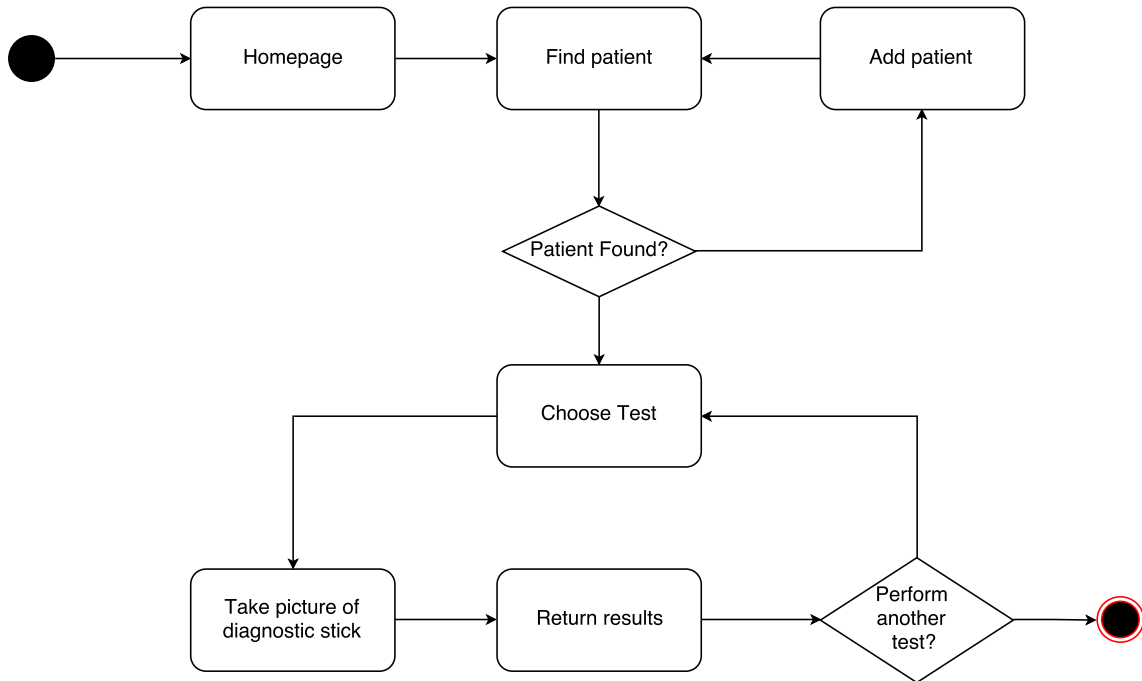 Homepage
Find patient
Add patient
Patient Found?
Choose Test
Take picture of
diagnostic stick
Return results
Perform
another
test?